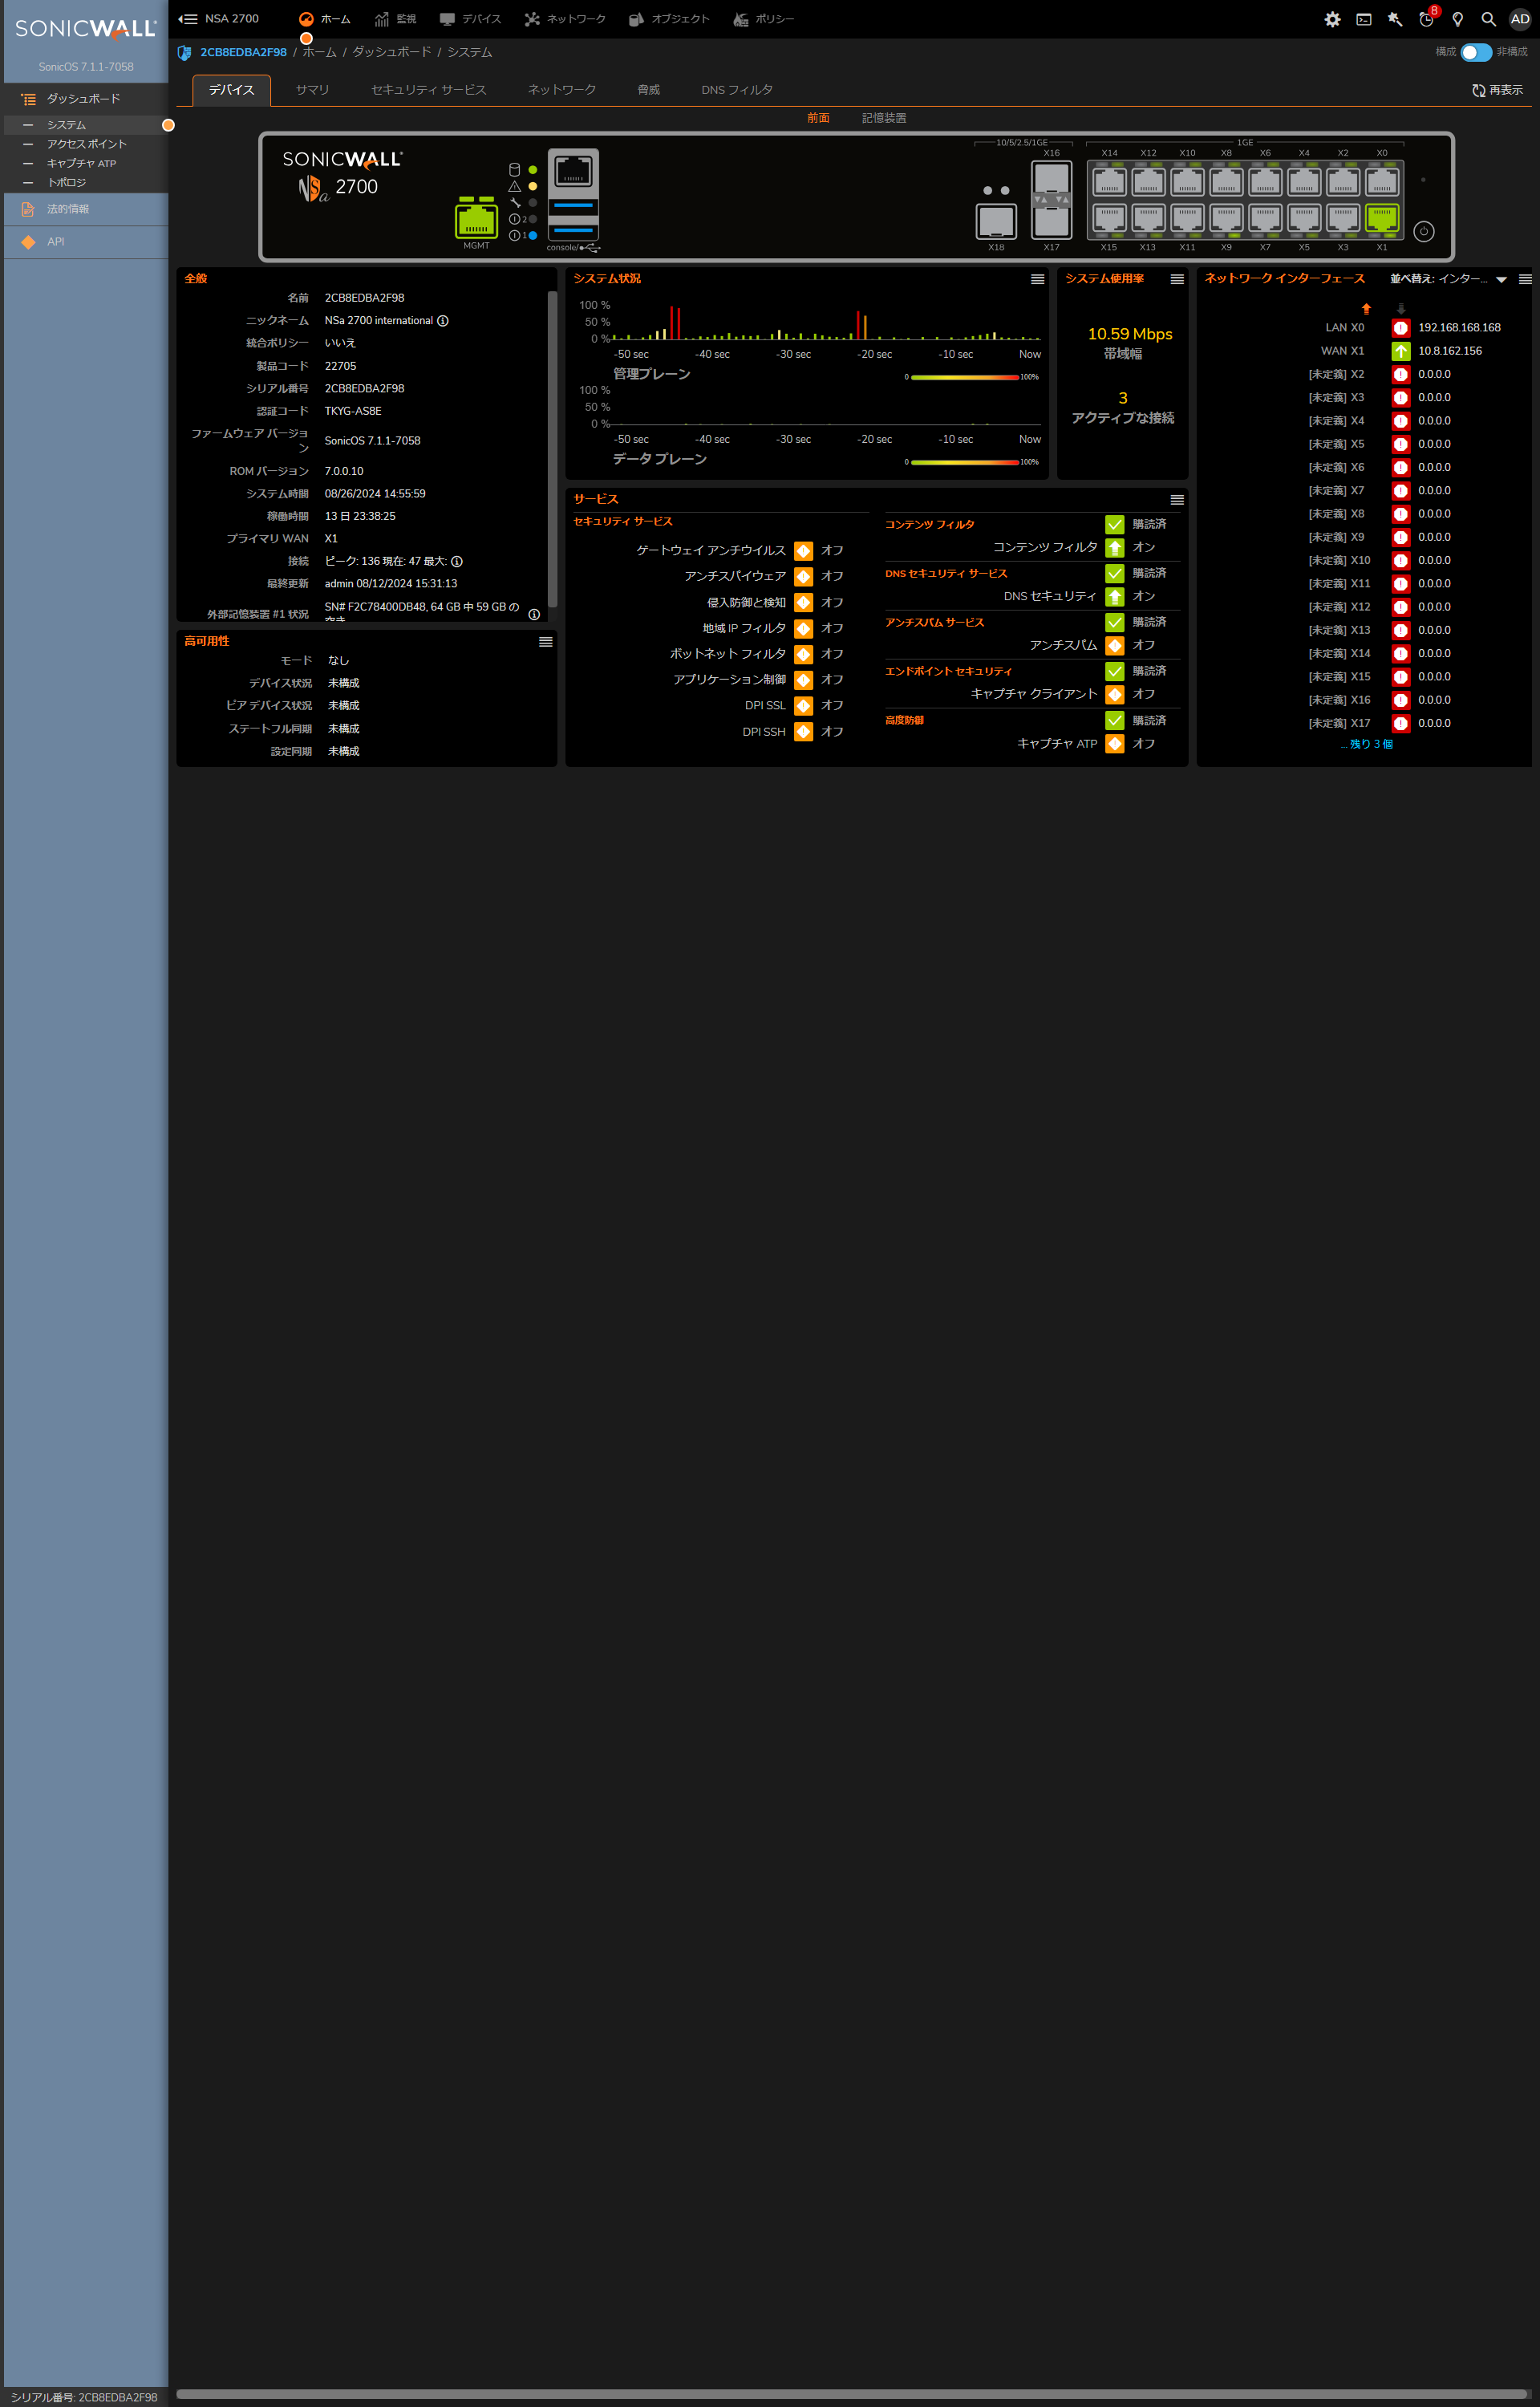 SONICWALL
SonicOS 7.1.1-7058
ダッシュボード
システム
アクセス ポイント
キャプチャ ATP
トポロジ
法的情報
API
シリアル番号: 2CB8EDBA2F98
NSA 2700
ホーム
監視
デバイス
ネットワーク
オブジェクト
ポリシー
8
AD
2CB8EDBA2F98 / ホーム / ダッシュボード / システム
構成
非構成
デバイス
サマリ
セキュリティ サービス
ネットワーク
脅威
DNS フィルタ
再表示
前面
記憶装置
SONICWALL
NSa 2700
MGMT
2
1
console/
10/5/2.5/1GE
1GE
X16
X14 X12 X10 X8 X6 X4 X2 X0
X18 X17 X15 X13 X11 X9 X7 X5 X3 X1
全般
名前 2CB8EDBA2F98
ニックネーム NSa 2700 international
統合ポリシー いいえ
製品コード 22705
シリアル番号 2CB8EDBA2F98
認証コード TKYG-AS8E
ファームウェア バージョン SonicOS 7.1.1-7058
ROM バージョン 7.0.0.10
システム時間 08/26/2024 14:55:59
稼働時間 13 日 23:38:25
プライマリ WAN X1
接続 ピーク: 136 現在: 47 最大:
最終更新 admin 08/12/2024 15:31:13
外部記憶装置 #1 状況 SN# F2C78400DB48, 64 GB 中 59 GB の
空き
高可用性
モード なし
デバイス状況 未構成
ピア デバイス状況 未構成
ステートフル同期 未構成
設定同期 未構成
システム状況
100 %
50 %
0 %
-50 sec -40 sec -30 sec -20 sec -10 sec Now
管理プレーン
0 100%
100 %
50 %
0 %
-50 sec -40 sec -30 sec -20 sec -10 sec Now
データ プレーン
0 100%
システム使用率
10.59 Mbps
帯域幅
3
アクティブな接続
サービス
セキュリティ サービス
ゲートウェイ アンチウイルス オフ
アンチスパイウェア オフ
侵入防御と検知 オフ
地域 IP フィルタ オフ
ボットネット フィルタ オフ
アプリケーション制御 オフ
DPI SSL オフ
DPI SSH オフ
コンテンツ フィルタ 購読済
コンテンツ フィルタ オン
DNS セキュリティ サービス 購読済
DNS セキュリティ オン
アンチスパム サービス 購読済
アンチスパム オフ
エンドポイント セキュリティ 購読済
キャプチャ クライアント オフ
高度防御 購読済
キャプチャ ATP オフ
ネットワーク インターフェース
並べ替え: インター...
LAN X0 192.168.168.168
WAN X1 10.8.162.156
[未定義] X2 0.0.0.0
[未定義] X3 0.0.0.0
[未定義] X4 0.0.0.0
[未定義] X5 0.0.0.0
[未定義] X6 0.0.0.0
[未定義] X7 0.0.0.0
[未定義] X8 0.0.0.0
[未定義] X9 0.0.0.0
[未定義] X10 0.0.0.0
[未定義] X11 0.0.0.0
[未定義] X12 0.0.0.0
[未定義] X13 0.0.0.0
[未定義] X14 0.0.0.0
[未定義] X15 0.0.0.0
[未定義] X16 0.0.0.0
[未定義] X17 0.0.0.0
... 残り 3 個